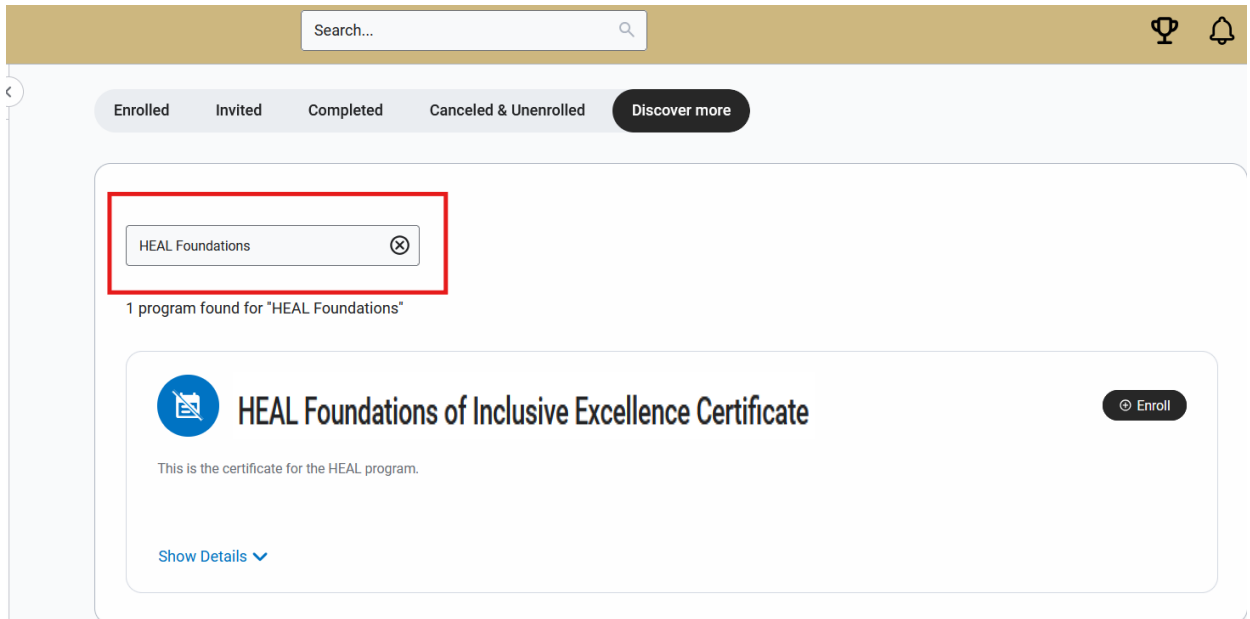 Search...
Enrolled Invited Completed Canceled & Unenrolled Discover more
HEAL Foundations
1 program found for "HEAL Foundations"
HEAL Foundations of Inclusive Excellence Certificate
Enroll
This is the certificate for the HEAL program.
Show Details